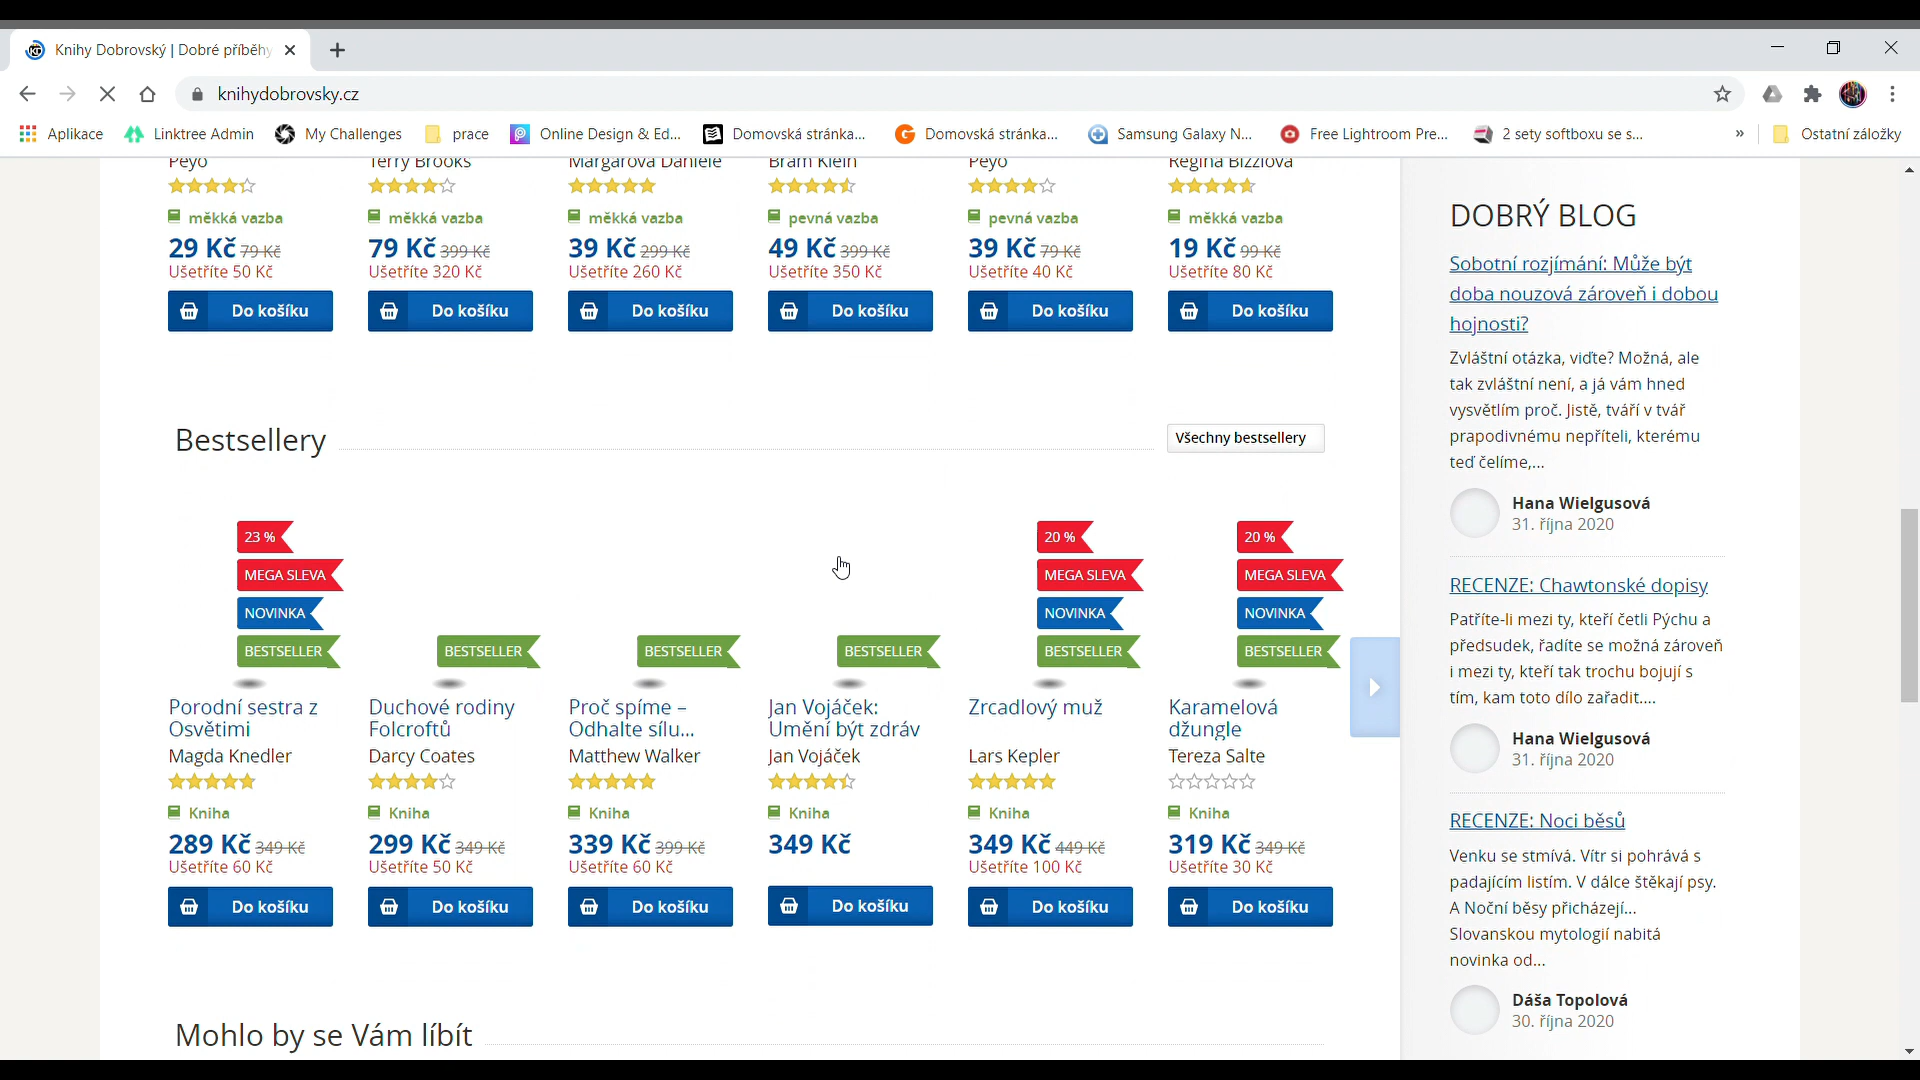 Knihy Dobrovský | Dobré příběhy
knihydobrovsky.cz
Aplikace
Linktree Admin
My Challenges
prace
Online Design & Ed...
Domovská stránka...
Domovská stránka...
Samsung Galaxy N...
Free Lightroom Pre...
2 sety softboxu se s...
»
Ostatní záložky
Peyo
Terry Brooks
Margarova Daniele
Bram Klein
Peyo
Regina Bizzlova
měkká vazba
měkká vazba
měkká vazba
pevná vazba
pevná vazba
měkká vazba
29 Kč 79 Kč
79 Kč 399 Kč
39 Kč 299 Kč
49 Kč 399 Kč
39 Kč 79 Kč
19 Kč 99 Kč
Ušetříte 50 Kč
Ušetříte 320 Kč
Ušetříte 260 Kč
Ušetříte 350 Kč
Ušetříte 40 Kč
Ušetříte 80 Kč
Do košíku
Do košíku
Do košíku
Do košíku
Do košíku
Do košíku
Bestsellery
Všechny bestsellery
23 %
MEGA SLEVA
NOVINKA
BESTSELLER
BESTSELLER
BESTSELLER
BESTSELLER
20 %
MEGA SLEVA
NOVINKA
BESTSELLER
20 %
MEGA SLEVA
NOVINKA
BESTSELLER
Porodní sestra z
Osvětimi
Magda Knedler
Kniha
289 Kč 349 Kč
Ušetříte 60 Kč
Do košíku
Duchové rodiny
Folcroftů
Darcy Coates
Kniha
299 Kč 349 Kč
Ušetříte 50 Kč
Do košíku
Proč spíme –
Odhalte sílu...
Matthew Walker
Kniha
339 Kč 399 Kč
Ušetříte 60 Kč
Do košíku
Jan Vojáček:
Umění být zdráv
Jan Vojáček
Kniha
349 Kč
Do košíku
Zrcadlový muž
Lars Kepler
Kniha
349 Kč 449 Kč
Ušetříte 100 Kč
Do košíku
Karamelová
džungle
Tereza Salte
Kniha
319 Kč 349 Kč
Ušetříte 30 Kč
Do košíku
Mohlo by se Vám líbít
DOBRÝ BLOG
Sobotní rozjímání: Může být
doba nouzová zároveň i dobou
hojnosti?
Zvláštní otázka, viďte? Možná, ale
tak zvláštní není, a já vám hned
vysvětlím proč. Jistě, tváří v tvář
prapodivnému nepříteli, kterému
teď čelíme,...
Hana Wielgusová
31. října 2020
RECENZE: Chawtonské dopisy
Patříte-li mezi ty, kteří četli Pýchu a
předsudek, řadíte se možná zároveň
i mezi ty, kteří tak trochu bojují s
tím, kam toto dílo zařadit....
Hana Wielgusová
31. října 2020
RECENZE: Noci běsů
Venku se stmívá. Vítr si pohrává s
padajícím listím. V dálce štěkají psy.
A Noční běsy přicházejí...
Slovanskou mytologií nabitá
novinka od...
Dáša Topolová
30. října 2020